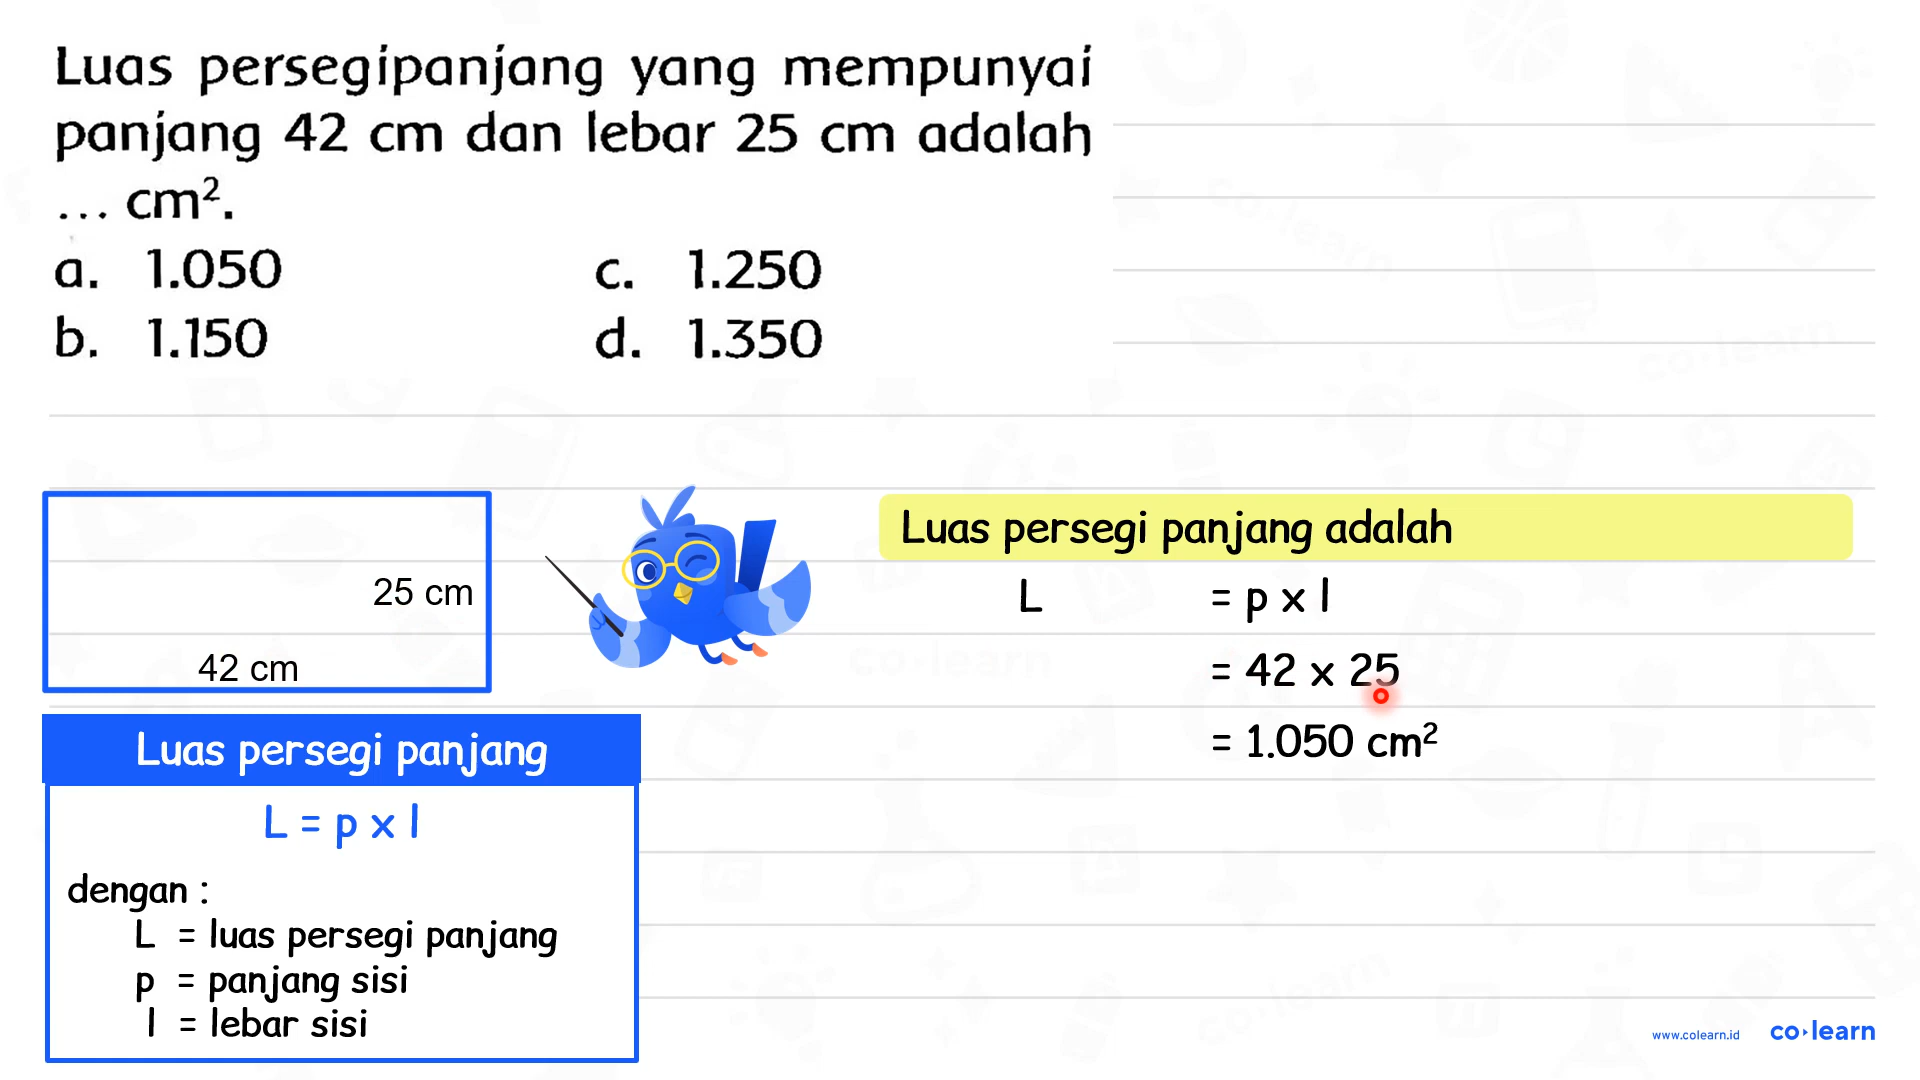 Luas persegipanjang yang mempunyai
panjang 42 cm dan lebar 25 cm adalah
... cm².
a. 1.050
c. 1.250
b. 1.150
d. 1.350
25 cm
42 cm
Luas persegi panjang
L = p x l
dengan :
L = luas persegi panjang
p = panjang sisi
l = lebar sisi
Luas persegi panjang adalah
L = p x l
= 42 x 25
= 1.050 cm²
www.colearn.id
co·learn